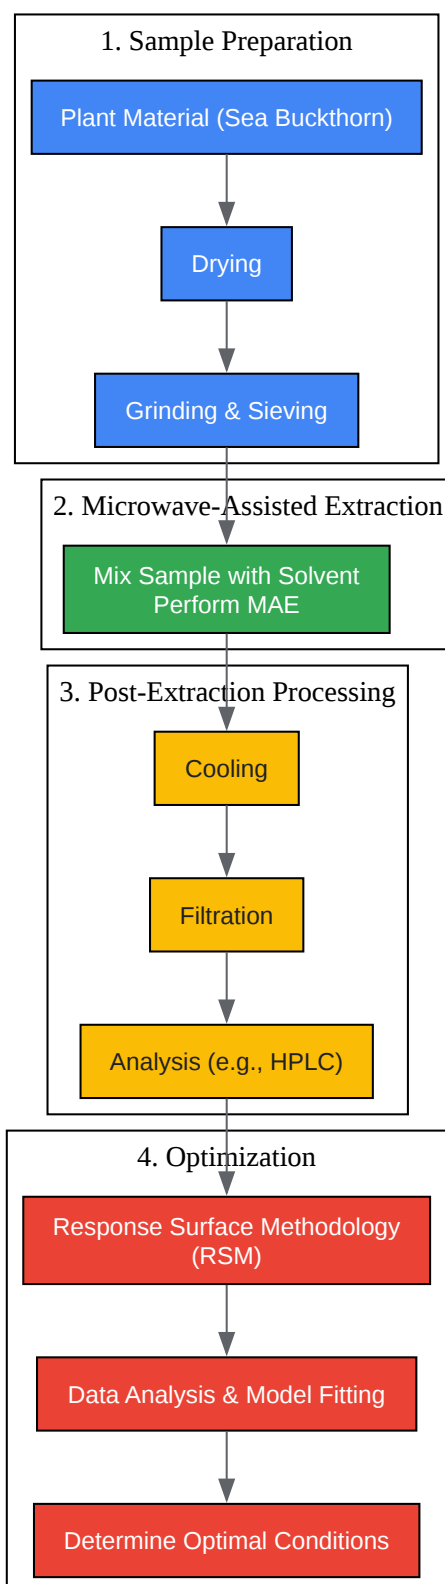 1. Sample Preparation
Plant Material (Sea Buckthorn)
Drying
Grinding & Sieving
2. Microwave-Assisted Extraction
Mix Sample with Solvent
Perform MAE
3. Post-Extraction Processing
Cooling
Filtration
Analysis (e.g., HPLC)
4. Optimization
Response Surface Methodology
(RSM)
Data Analysis & Model Fitting
Determine Optimal Conditions